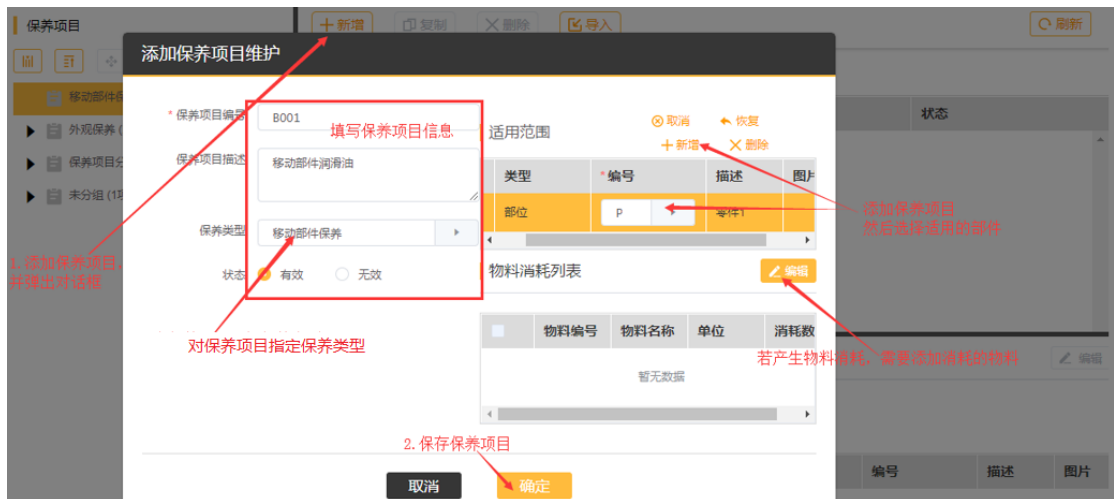 保养项目
新增
复制
删除
导入
刷新
添加保养项目维护
移动部件保
外观保养 (
保养项目分
未分组 (1项
* 保养项目编号
B001
填写保养项目信息
保养项目描述
移动部件润滑油
保养类型
移动部件保养
状态
有效
无效
适用范围
取消
恢复
新增
删除
类型
*编号
描述
图片
部位
P
零件1
添加保养项目
然后选择适用的部件
状态
1.添加保养项目,
并弹出对话框
对保养项目指定保养类型
物料消耗列表
编辑
物料编号
物料名称
单位
消耗数
暂无数据
若产生物料消耗,需要添加消耗的物料
编辑
2.保存保养项目
取消
确定
编号
描述
图片